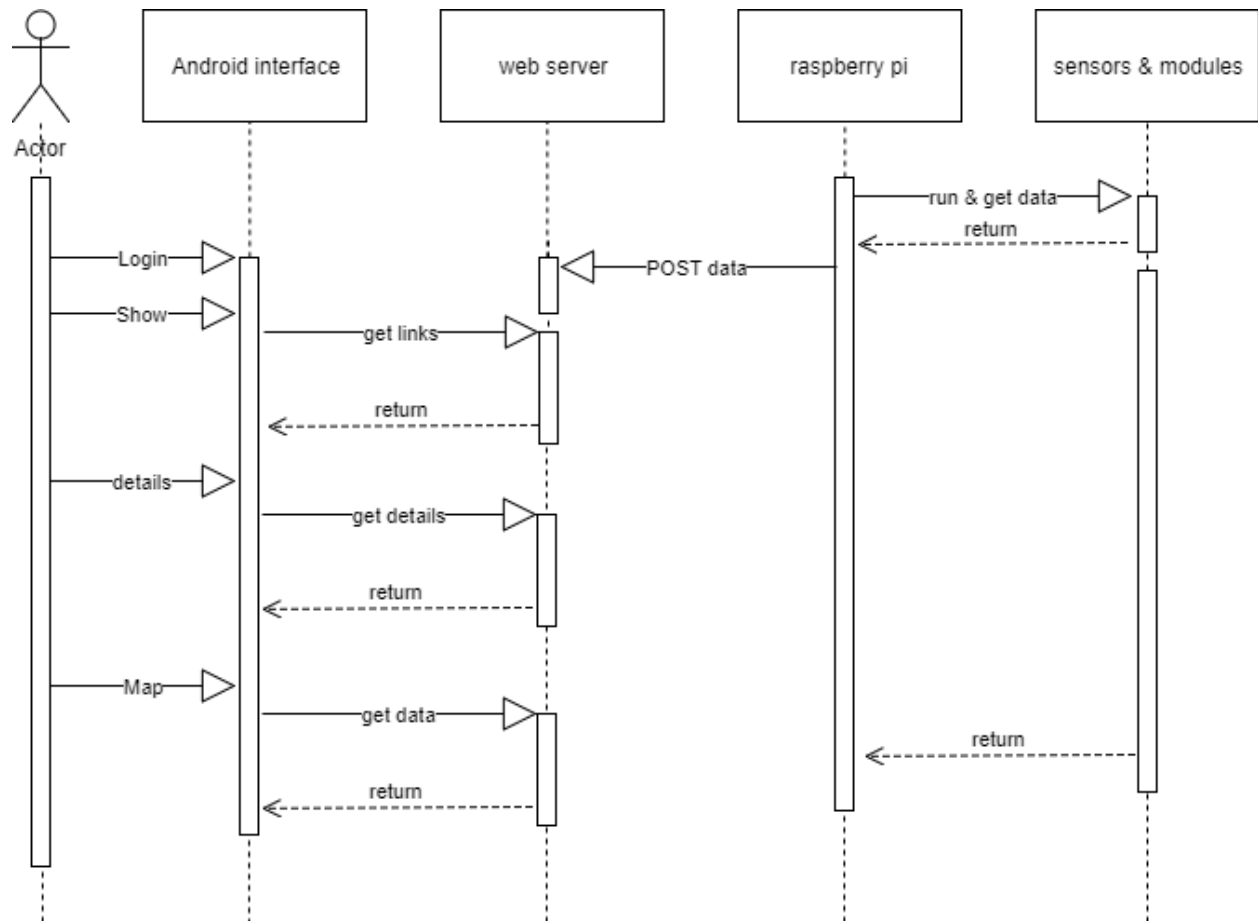 Actor
Android interface
web server
raspberry pi
sensors & modules
run & get data
return
Login
POST data
Show
get links
return
details
get details
return
Map
get data
return
return